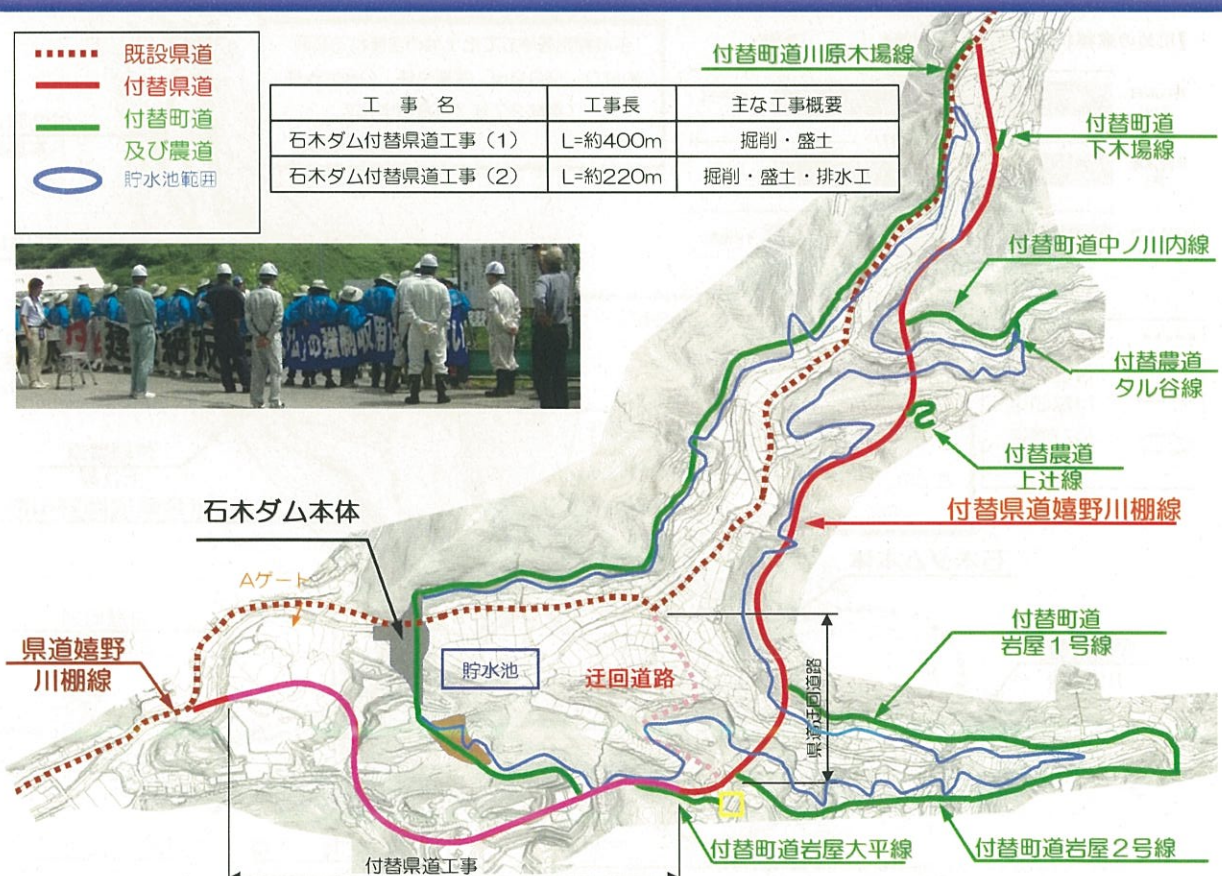 既設県道
付替県道
付替町道
及び農道
貯水池範囲
工 事 名 工事長 主な工事概要
石木ダム付替県道工事（1） L=約400m 掘削・盛土
石木ダム付替県道工事（2） L=約220m 掘削・盛土・排水工
付替町道川原木場線
付替町道
下木場線
付替町道中ノ川内線
付替農道
タル谷線
付替農道
上辻線
付替県道嬉野川棚線
石木ダム本体
Aゲート
県道嬉野
川棚線
貯水池
迂回道路
県道迂回道路
付替町道
岩屋1号線
付替県道工事
付替町道岩屋大平線
付替町道岩屋2号線
の強制収用